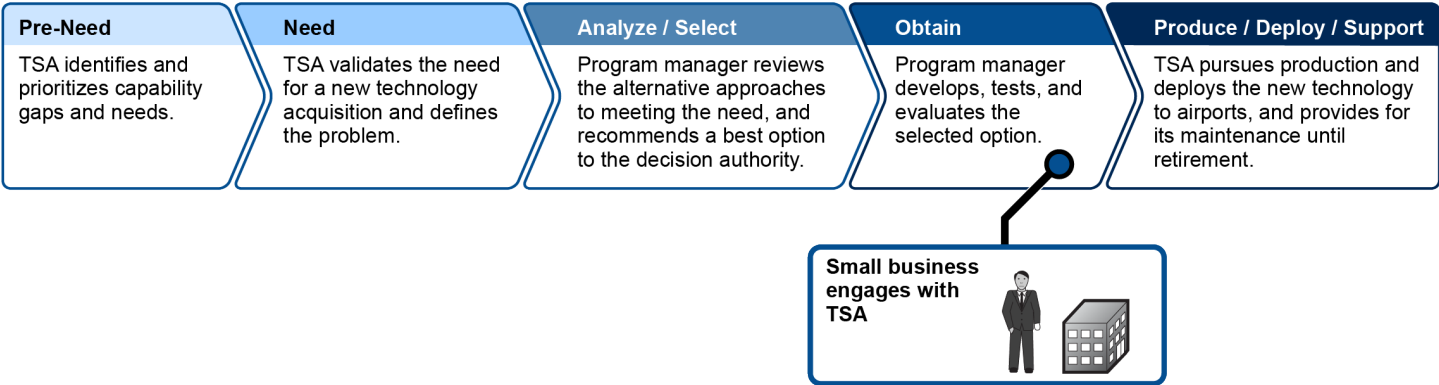 Pre-Need
TSA identifies and
prioritizes capability
gaps and needs.
Need
TSA validates the need
for a new technology
acquisition and defines
the problem.
Analyze / Select
Program manager reviews
the alternative approaches
to meeting the need, and
recommends a best option
to the decision authority.
Obtain
Program manager
develops, tests, and
evaluates the
selected option.
Produce / Deploy / Support
TSA pursues production and
deploys the new technology
to airports, and provides for
its maintenance until
retirement.
Small business
engages with
TSA